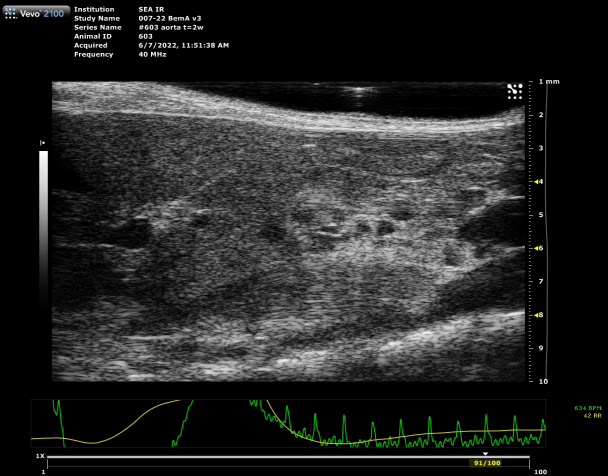 Vevo 2100
Institution SEA IR
Study Name 007-22 BemA v3
Series Name #603 aorta t=2w
Animal ID 603
Acquired 6/7/2022, 11:51:38 AM
Frequency 40 MHz
1 mm
2
3
4
5
6
7
8
9
10
634 BPM
42 RR
1X
91/100
1
100